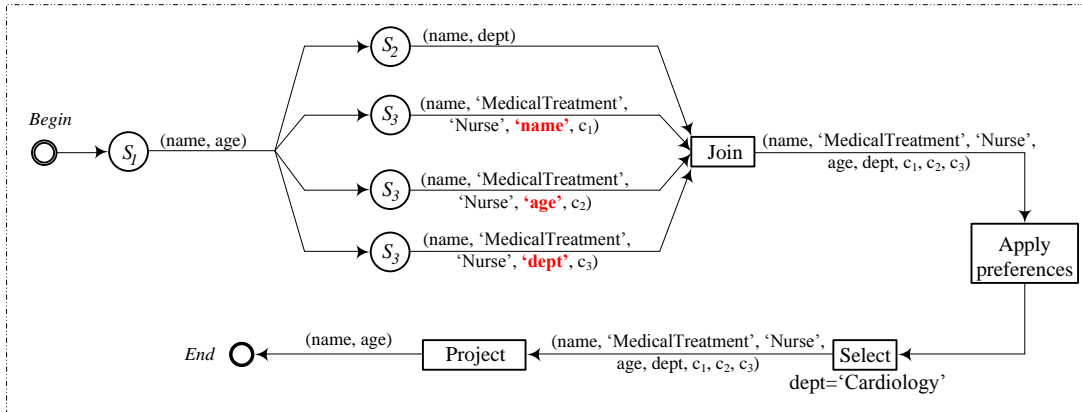 Begin
S1
(name, age)
S2
(name, dept)
S3
(name, ‘MedicalTreatment’,
‘Nurse’, ‘name’, c1)
S3
(name, ‘MedicalTreatment’,
‘Nurse’, ‘age’, c2)
S3
(name, ‘MedicalTreatment’,
‘Nurse’, ‘dept’, c3)
Join
(name, ‘MedicalTreatment’, ‘Nurse’,
age, dept, c1, c2, c3)
Apply
preferences
Select
dept=‘Cardiology’
(name, ‘MedicalTreatment’, ‘Nurse’,
age, dept, c1, c2, c3)
Project
(name, age)
End